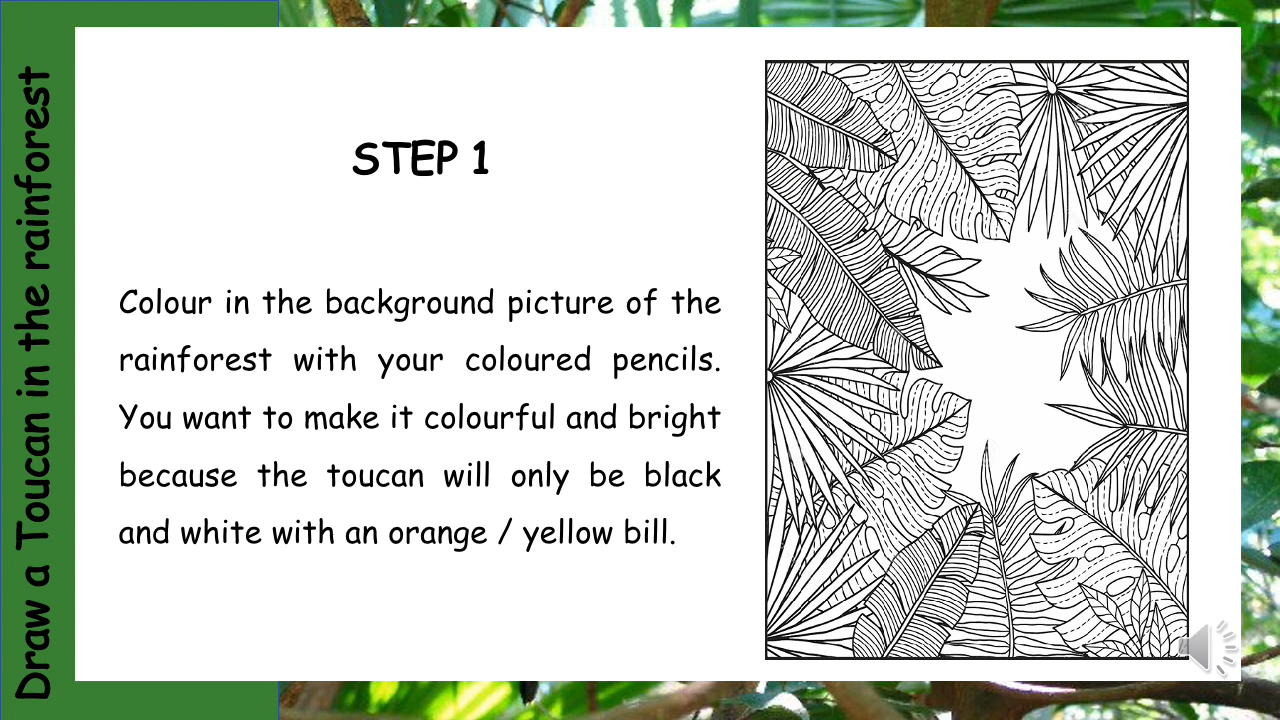 Draw a Toucan in the rainforest
STEP 1
Colour in the background picture of the
rainforest with your coloured pencils.
You want to make it colourful and bright
because the toucan will only be black
and white with an orange / yellow bill.